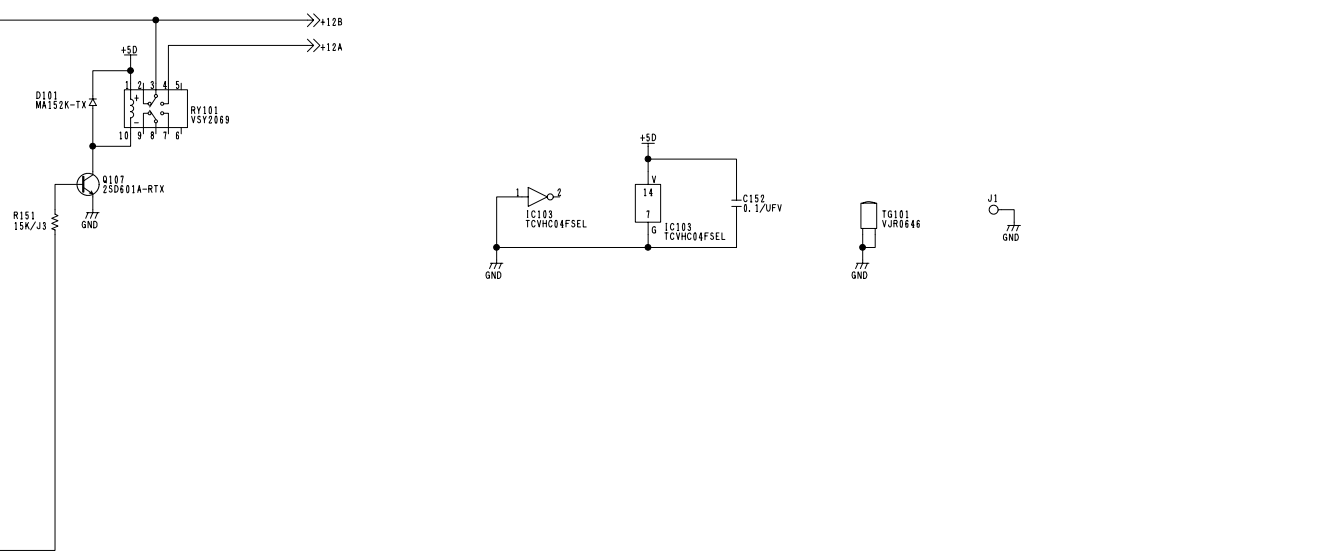 +12B
+12A
+5D
D101
MA152K-TX
1 2 3 4 5
+
-
RY101
VSY2069
10 9 8 7 6
Q107
2SD601A-RTX
R151
15K/J3
GND
1 2
IC103
TCVHC04FSEL
GND
+5D
V
14
7
G
IC103
TCVHC04FSEL
C152
0.1/UFV
TG101
VJR0646
GND
J1
GND